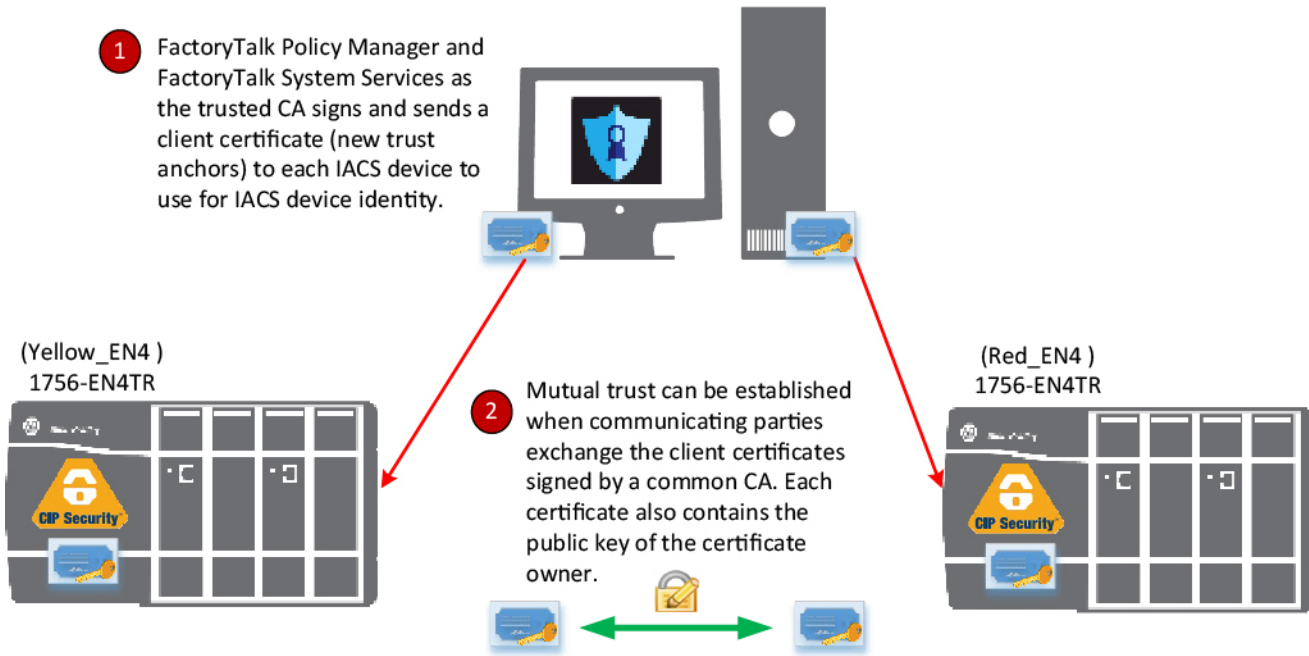 1
FactoryTalk Policy Manager and
FactoryTalk System Services as
the trusted CA signs and sends a
client certificate (new trust
anchors) to each IACS device to
use for IACS device identity.
(Yellow_EN4 )
1756-EN4TR
CIP Security
2
Mutual trust can be established
when communicating parties
exchange the client certificates
signed by a common CA. Each
certificate also contains the
public key of the certificate
owner.
(Red_EN4 )
1756-EN4TR
CIP Security